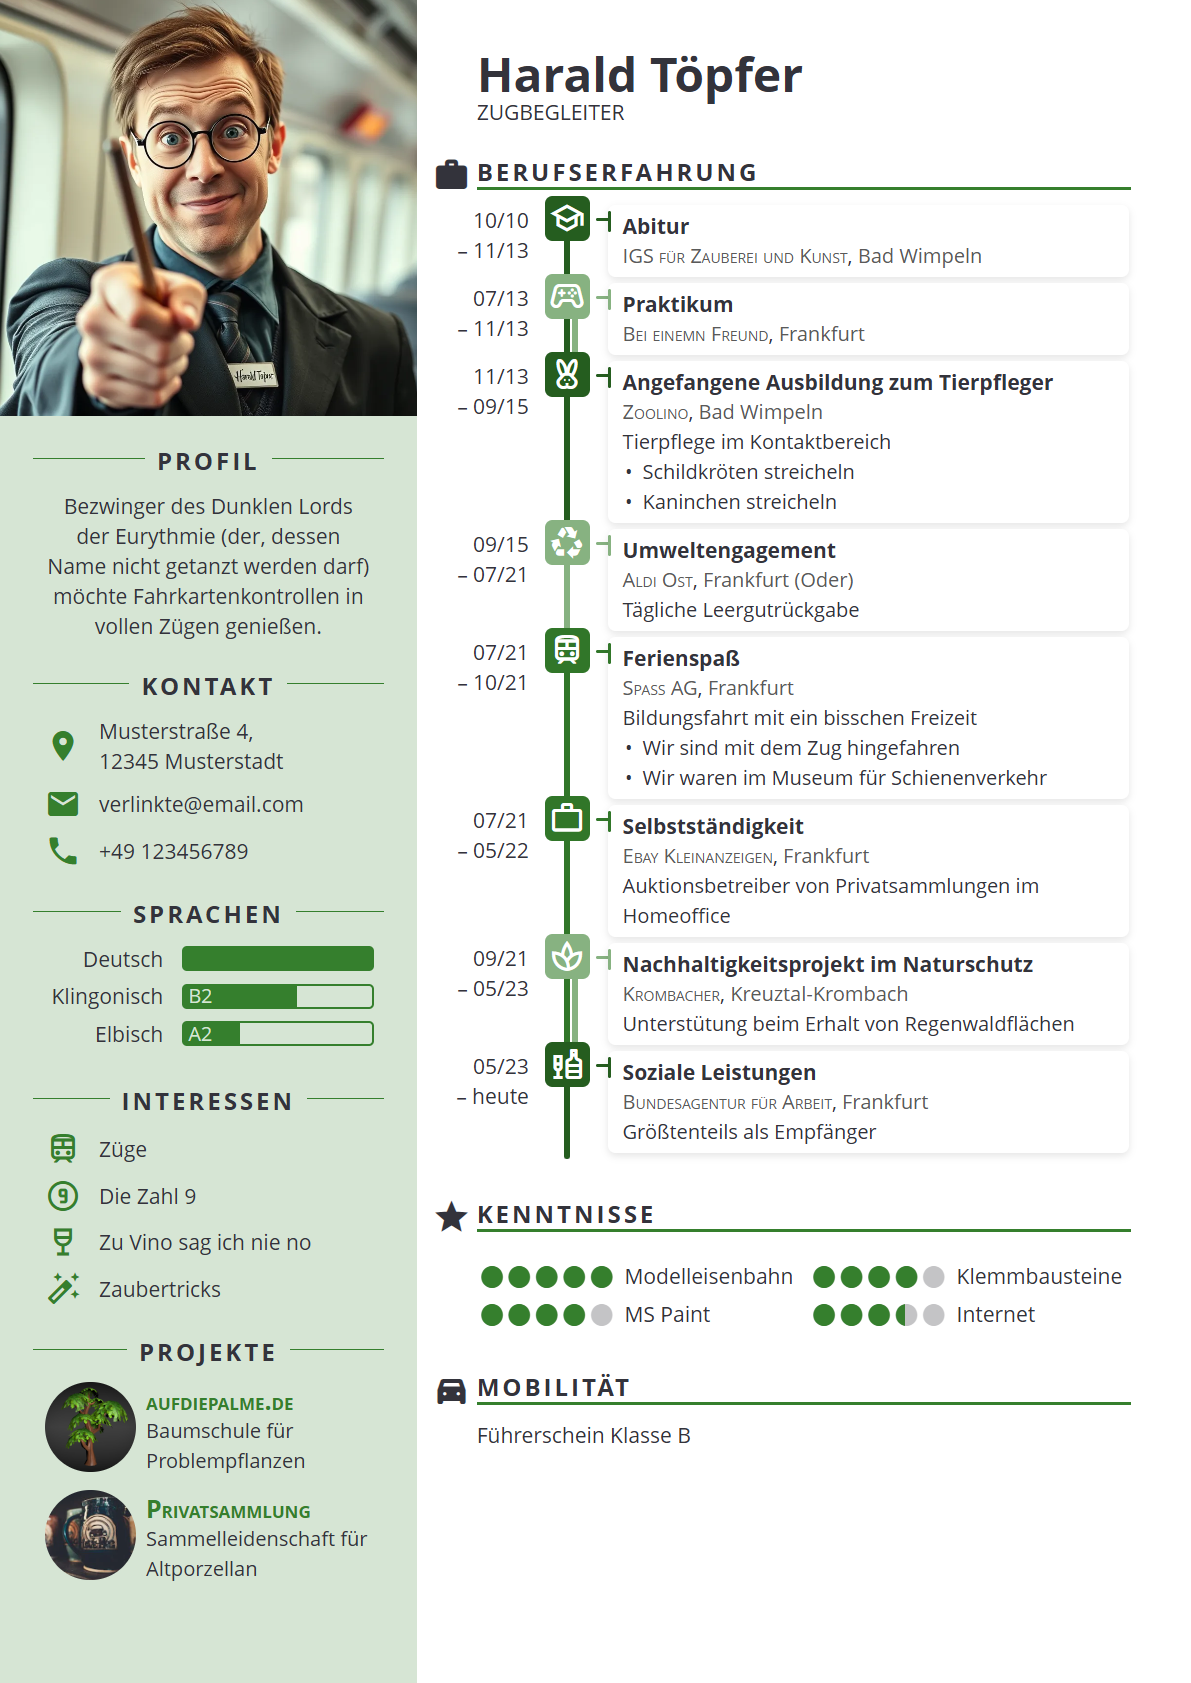 Harald Töpfer
Harald Töpfer
ZUGBEGLEITER
PROFIL
Bezwinger des Dunklen Lords
der Eurythmie (der, dessen
Name nicht getanzt werden darf)
möchte Fahrkartenkontrollen in
vollen Zügen genießen.
KONTAKT
Musterstraße 4,
12345 Musterstadt
verlinkte@email.com
+49 123456789
SPRACHEN
Deutsch
Klingonisch B2
Elbisch A2
INTERESSEN
Züge
9 Die Zahl 9
Zu Vino sag ich nie no
Zaubertricks
PROJEKTE
AUFDIEPALME.DE
Baumschule für
Problempflanzen
PRIVATSAMMLUNG
Sammelleidenschaft für
Altporzellan
BERUFSERFAHRUNG
10/10
– 11/13
Abitur
IGS FÜR ZAUBEREI UND KUNST, Bad Wimpeln
07/13
– 11/13
Praktikum
BEI EINEMN FREUND, Frankfurt
11/13
– 09/15
Angefangene Ausbildung zum Tierpfleger
ZOOLINO, Bad Wimpeln
Tierpflege im Kontaktbereich
• Schildkröten streicheln
• Kaninchen streicheln
09/15
– 07/21
Umweltengagement
ALDI OST, Frankfurt (Oder)
Tägliche Leergutrückgabe
07/21
– 10/21
Ferienspaß
SPASS AG, Frankfurt
Bildungsfahrt mit ein bisschen Freizeit
• Wir sind mit dem Zug hingefahren
• Wir waren im Museum für Schienenverkehr
07/21
– 05/22
Selbstständigkeit
EBAY KLEINANZEIGEN, Frankfurt
Auktionsbetreiber von Privatsammlungen im
Homeoffice
09/21
– 05/23
Nachhaltigkeitsprojekt im Naturschutz
KROMBACHER, Kreuztal-Krombach
Unterstütung beim Erhalt von Regenwaldflächen
05/23
– heute
Soziale Leistungen
BUNDESAGENTUR FÜR ARBEIT, Frankfurt
Größtenteils als Empfänger
KENNTNISSE
Modelleisenbahn
Klemmbausteine
MS Paint
Internet
MOBILITÄT
Führerschein Klasse B